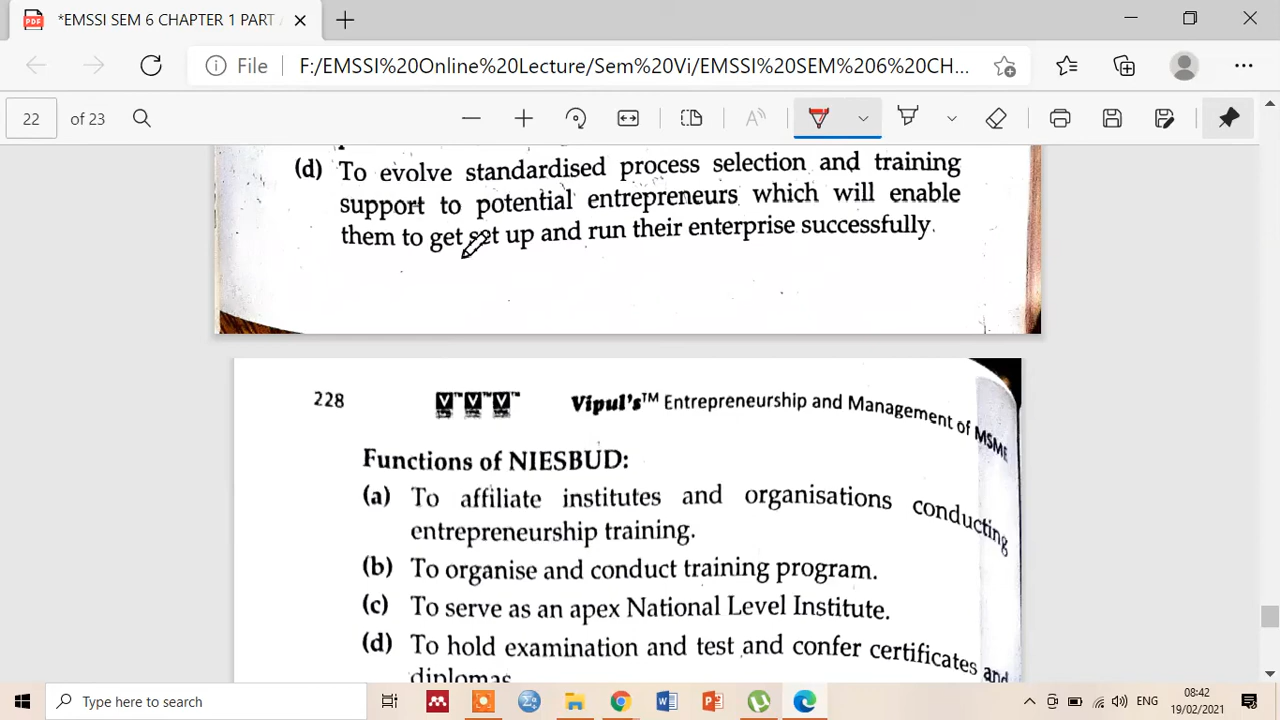 *EMSSI SEM 6 CHAPTER 1 PART
File F:/EMSSI%20Online%20Lecture/Sem%20Vi/EMSSI%20SEM%206%20CH...
22 of 23
(d) To evolve standardised process selection and training
support to potential entrepreneurs which will enable
them to get set up and run their enterprise successfully.
228 V™V™V™ Vipul's™ Entrepreneurship and Management of MSME
Functions of NIESBUD:
(a) To affiliate institutes and organisations conducting
entrepreneurship training.
(b) To organise and conduct training program.
(c) To serve as an apex National Level Institute.
(d) To hold examination and test and confer certificates and
diplomas
Type here to search
ENG
08:42
19/02/2021